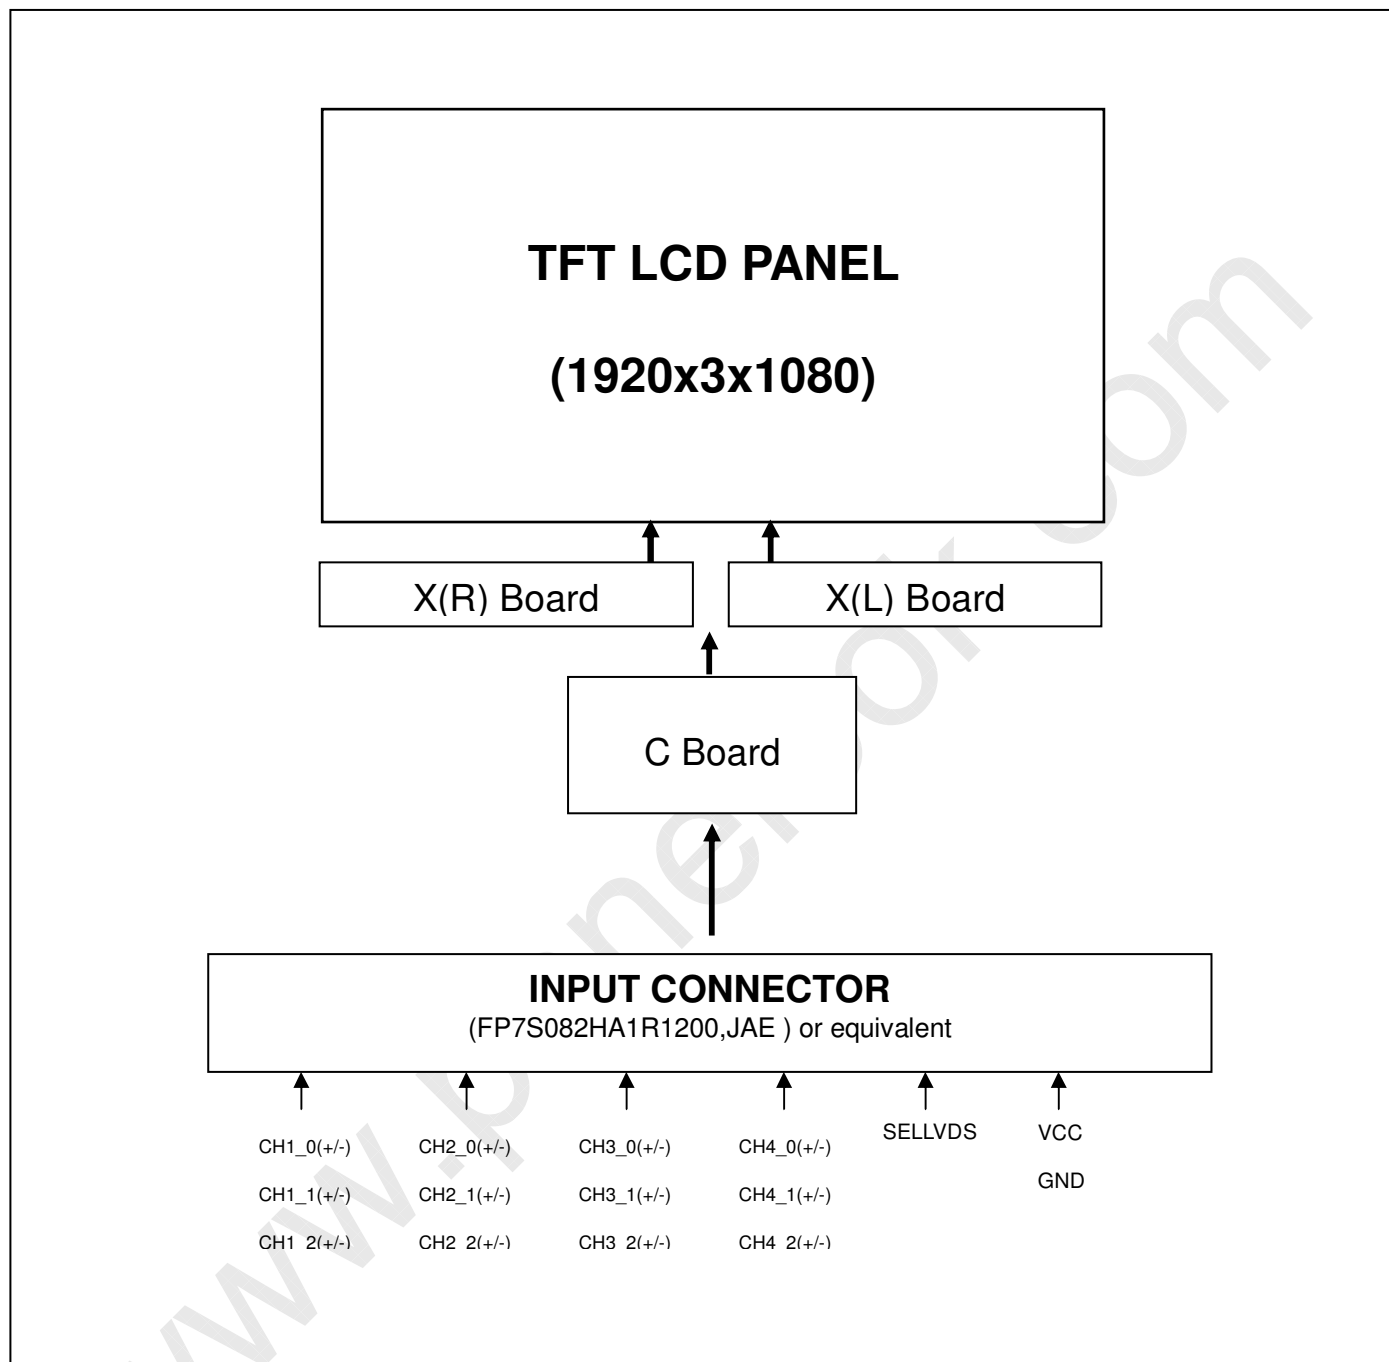 TFT LCD PANEL
(1920x3x1080)
X(R) Board
X(L) Board
C Board
INPUT CONNECTOR
(FP7S082HA1R1200,JAE ) or equivalent
CH1_0(+/-) CH2_0(+/-) CH3_0(+/-) CH4_0(+/-) SELLVDS VCC
CH1_1(+/-) CH2_1(+/-) CH3_1(+/-) CH4_1(+/-) GND
CH1_2(+/-) CH2_2(+/-) CH3_2(+/-) CH4_2(+/-)